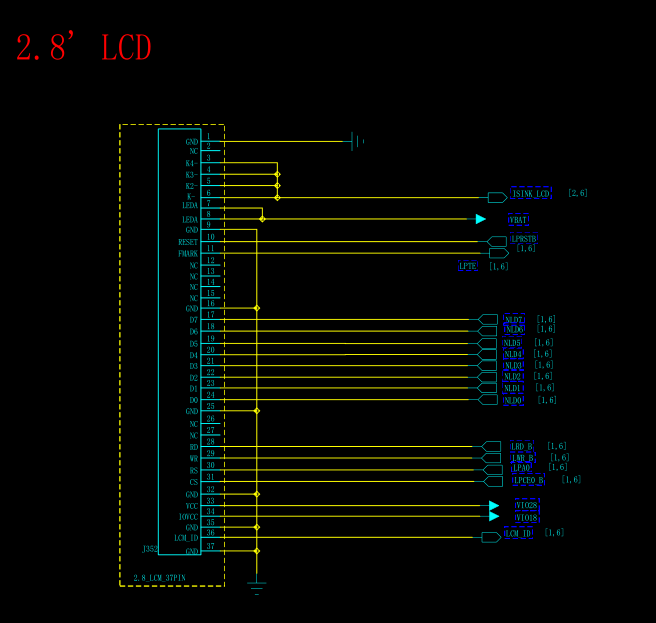 2.8' LCD
GND 1
NC 2
K4- 3
K3- 4
K2- 5
K- 6 ISINK_LCD [2,6]
LEDA 7
LEDA 8 VBAT
GND 9
RESET 10 LPRSTB [1,6]
FMARK 11 LPTE [1,6]
NC 12
NC 13
NC 14
NC 15
GND 16
D7 17 NLD7 [1,6]
D6 18 NLD6 [1,6]
D5 19 NLD5 [1,6]
D4 20 NLD4 [1,6]
D3 21 NLD3 [1,6]
D2 22 NLD2 [1,6]
D1 23 NLD1 [1,6]
D0 24 NLD0 [1,6]
GND 25
NC 26
NC 27
RD 28 LRD_B [1,6]
WR 29 LWR_B [1,6]
RS 30 LPA0 [1,6]
CS 31 LPCE0_B [1,6]
GND 32
VCC 33 VIO28
IOVCC 34 VIO18
GND 35
LCM_ID 36 LCM_ID [1,6]
GND 37
J352
2.8_LCM_37PIN